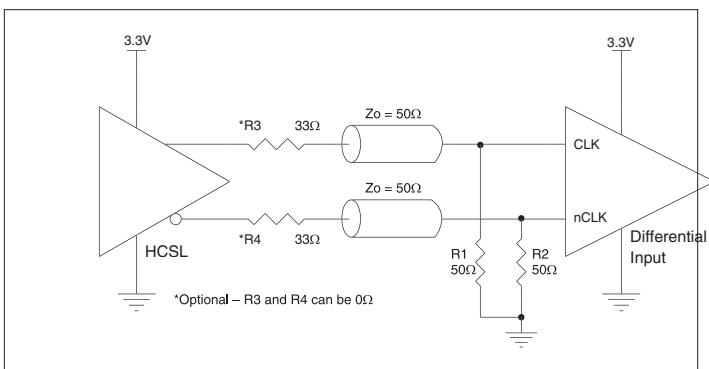 3.3V
3.3V
*R3 33Ω
Zo = 50Ω
CLK
Zo = 50Ω
nCLK
*R4 33Ω
HCSL
R1
50Ω
R2
50Ω
Differential
Input
*Optional – R3 and R4 can be 0Ω